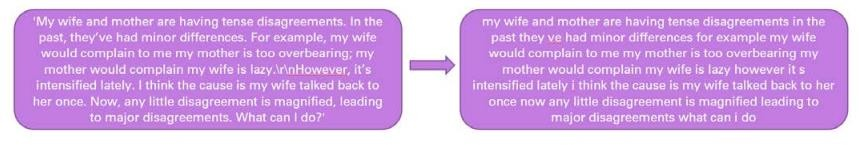 'My wife and mother are having tense disagreements. In the
past, they've had minor differences. For example, my wife
would complain to me my mother is too overbearing; my
mother would complain my wife is lazy.\r\nHowever, it's
intensified lately. I think the cause is my wife talked back to
her once. Now, any little disagreement is magnified, leading
to major disagreements. What can I do?'
my wife and mother are having tense disagreements in the
past they ve had minor differences for example my wife
would complain to me my mother is too overbearing my
mother would complain my wife is lazy however it s
intensified lately i think the cause is my wife talked back to her
once now any little disagreement is magnified leading to
major disagreements what can i do